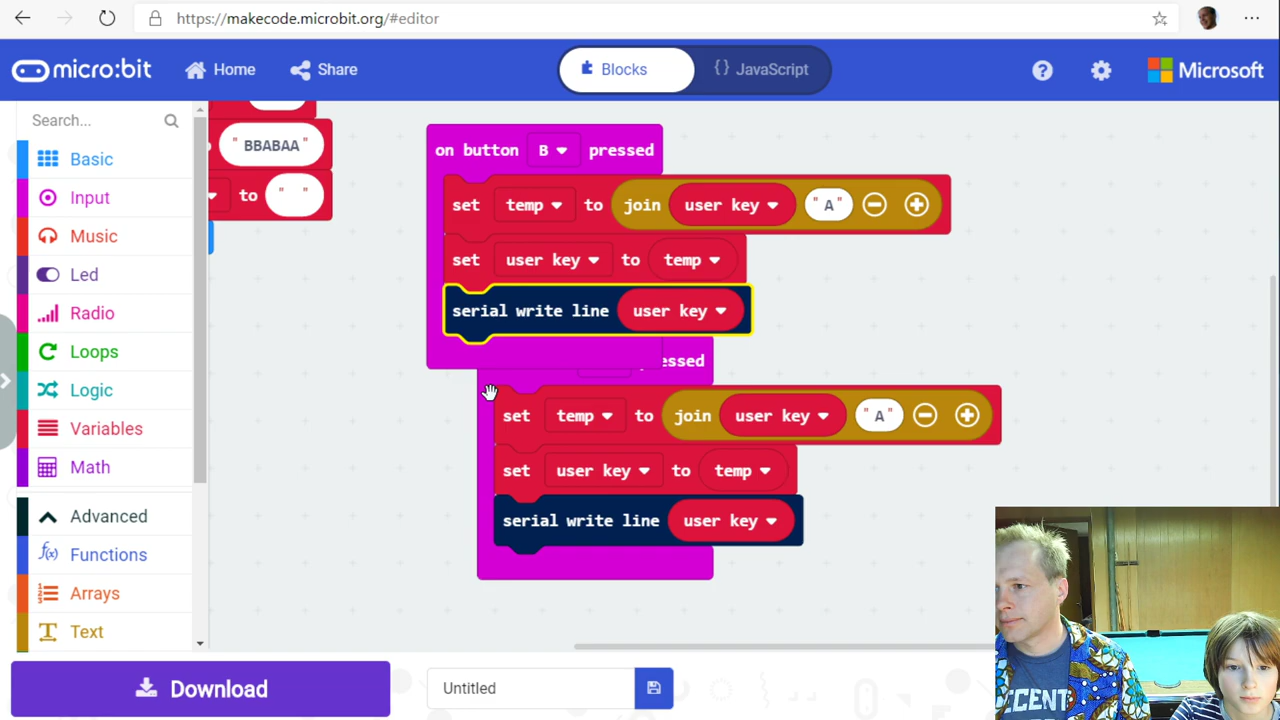 https://makecode.microbit.org/#editor
micro:bit
Home
Share
Blocks
{} JavaScript
?
Microsoft
Search...
Basic
Input
Music
Led
Radio
Loops
Logic
Variables
Math
Advanced
f(x) Functions
Arrays
T Text
" BBABAA "
to " "
on button B pressed
set temp to join user key " A "
set user key to temp
serial write line user key
essed
set temp to join user key " A "
set user key to temp
serial write line user key
Download
Untitled
DECENT